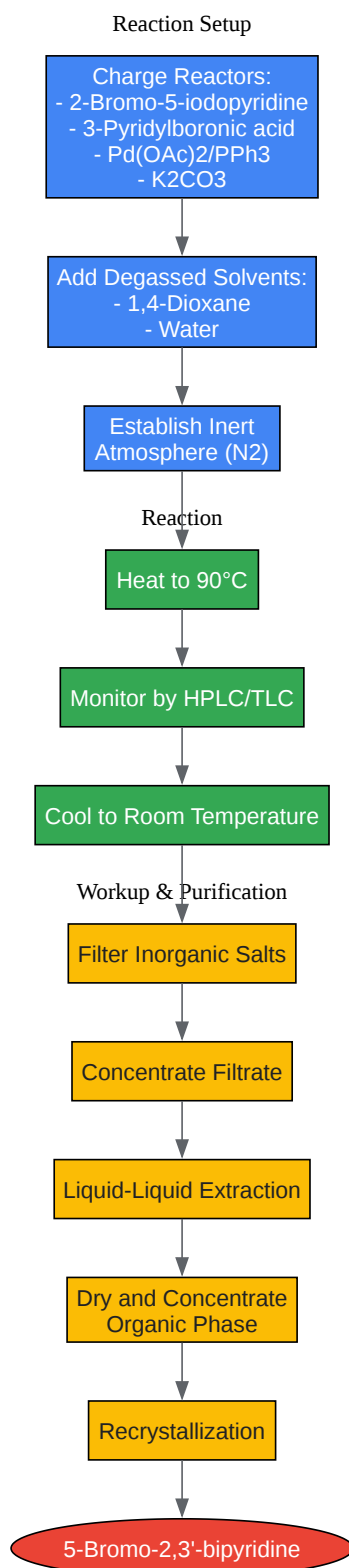 Reaction Setup
Charge Reactors:
- 2-Bromo-5-iodopyridine
- 3-Pyridylboronic acid
- Pd(OAc)2/PPh3
- K2CO3
Add Degassed Solvents:
- 1,4-Dioxane
- Water
Establish Inert
Atmosphere (N2)
Reaction
Heat to 90°C
Monitor by HPLC/TLC
Cool to Room Temperature
Workup & Purification
Filter Inorganic Salts
Concentrate Filtrate
Liquid-Liquid Extraction
Dry and Concentrate
Organic Phase
Recrystallization
5-Bromo-2,3'-bipyridine